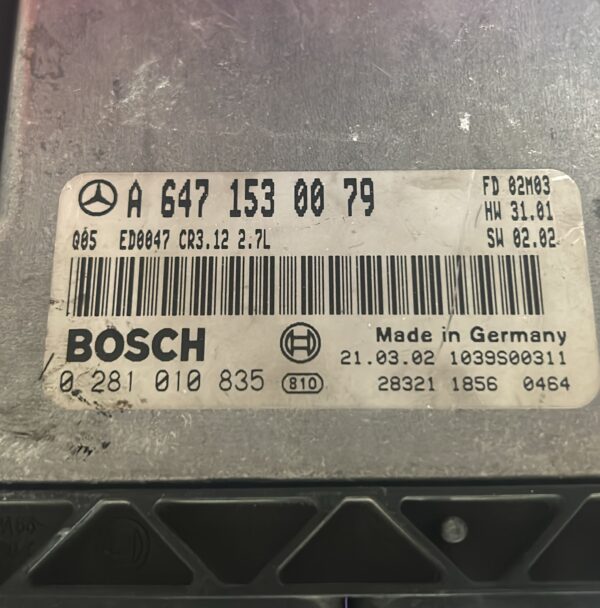 A 647 153 00 79
FD 02M03
HW 31.01
Q05 ED0047 CR3.12 2.7L
SW 02.02
BOSCH
Made in Germany
21.03.02 1039S00311
0 281 010 835 810
28321 1856 0464